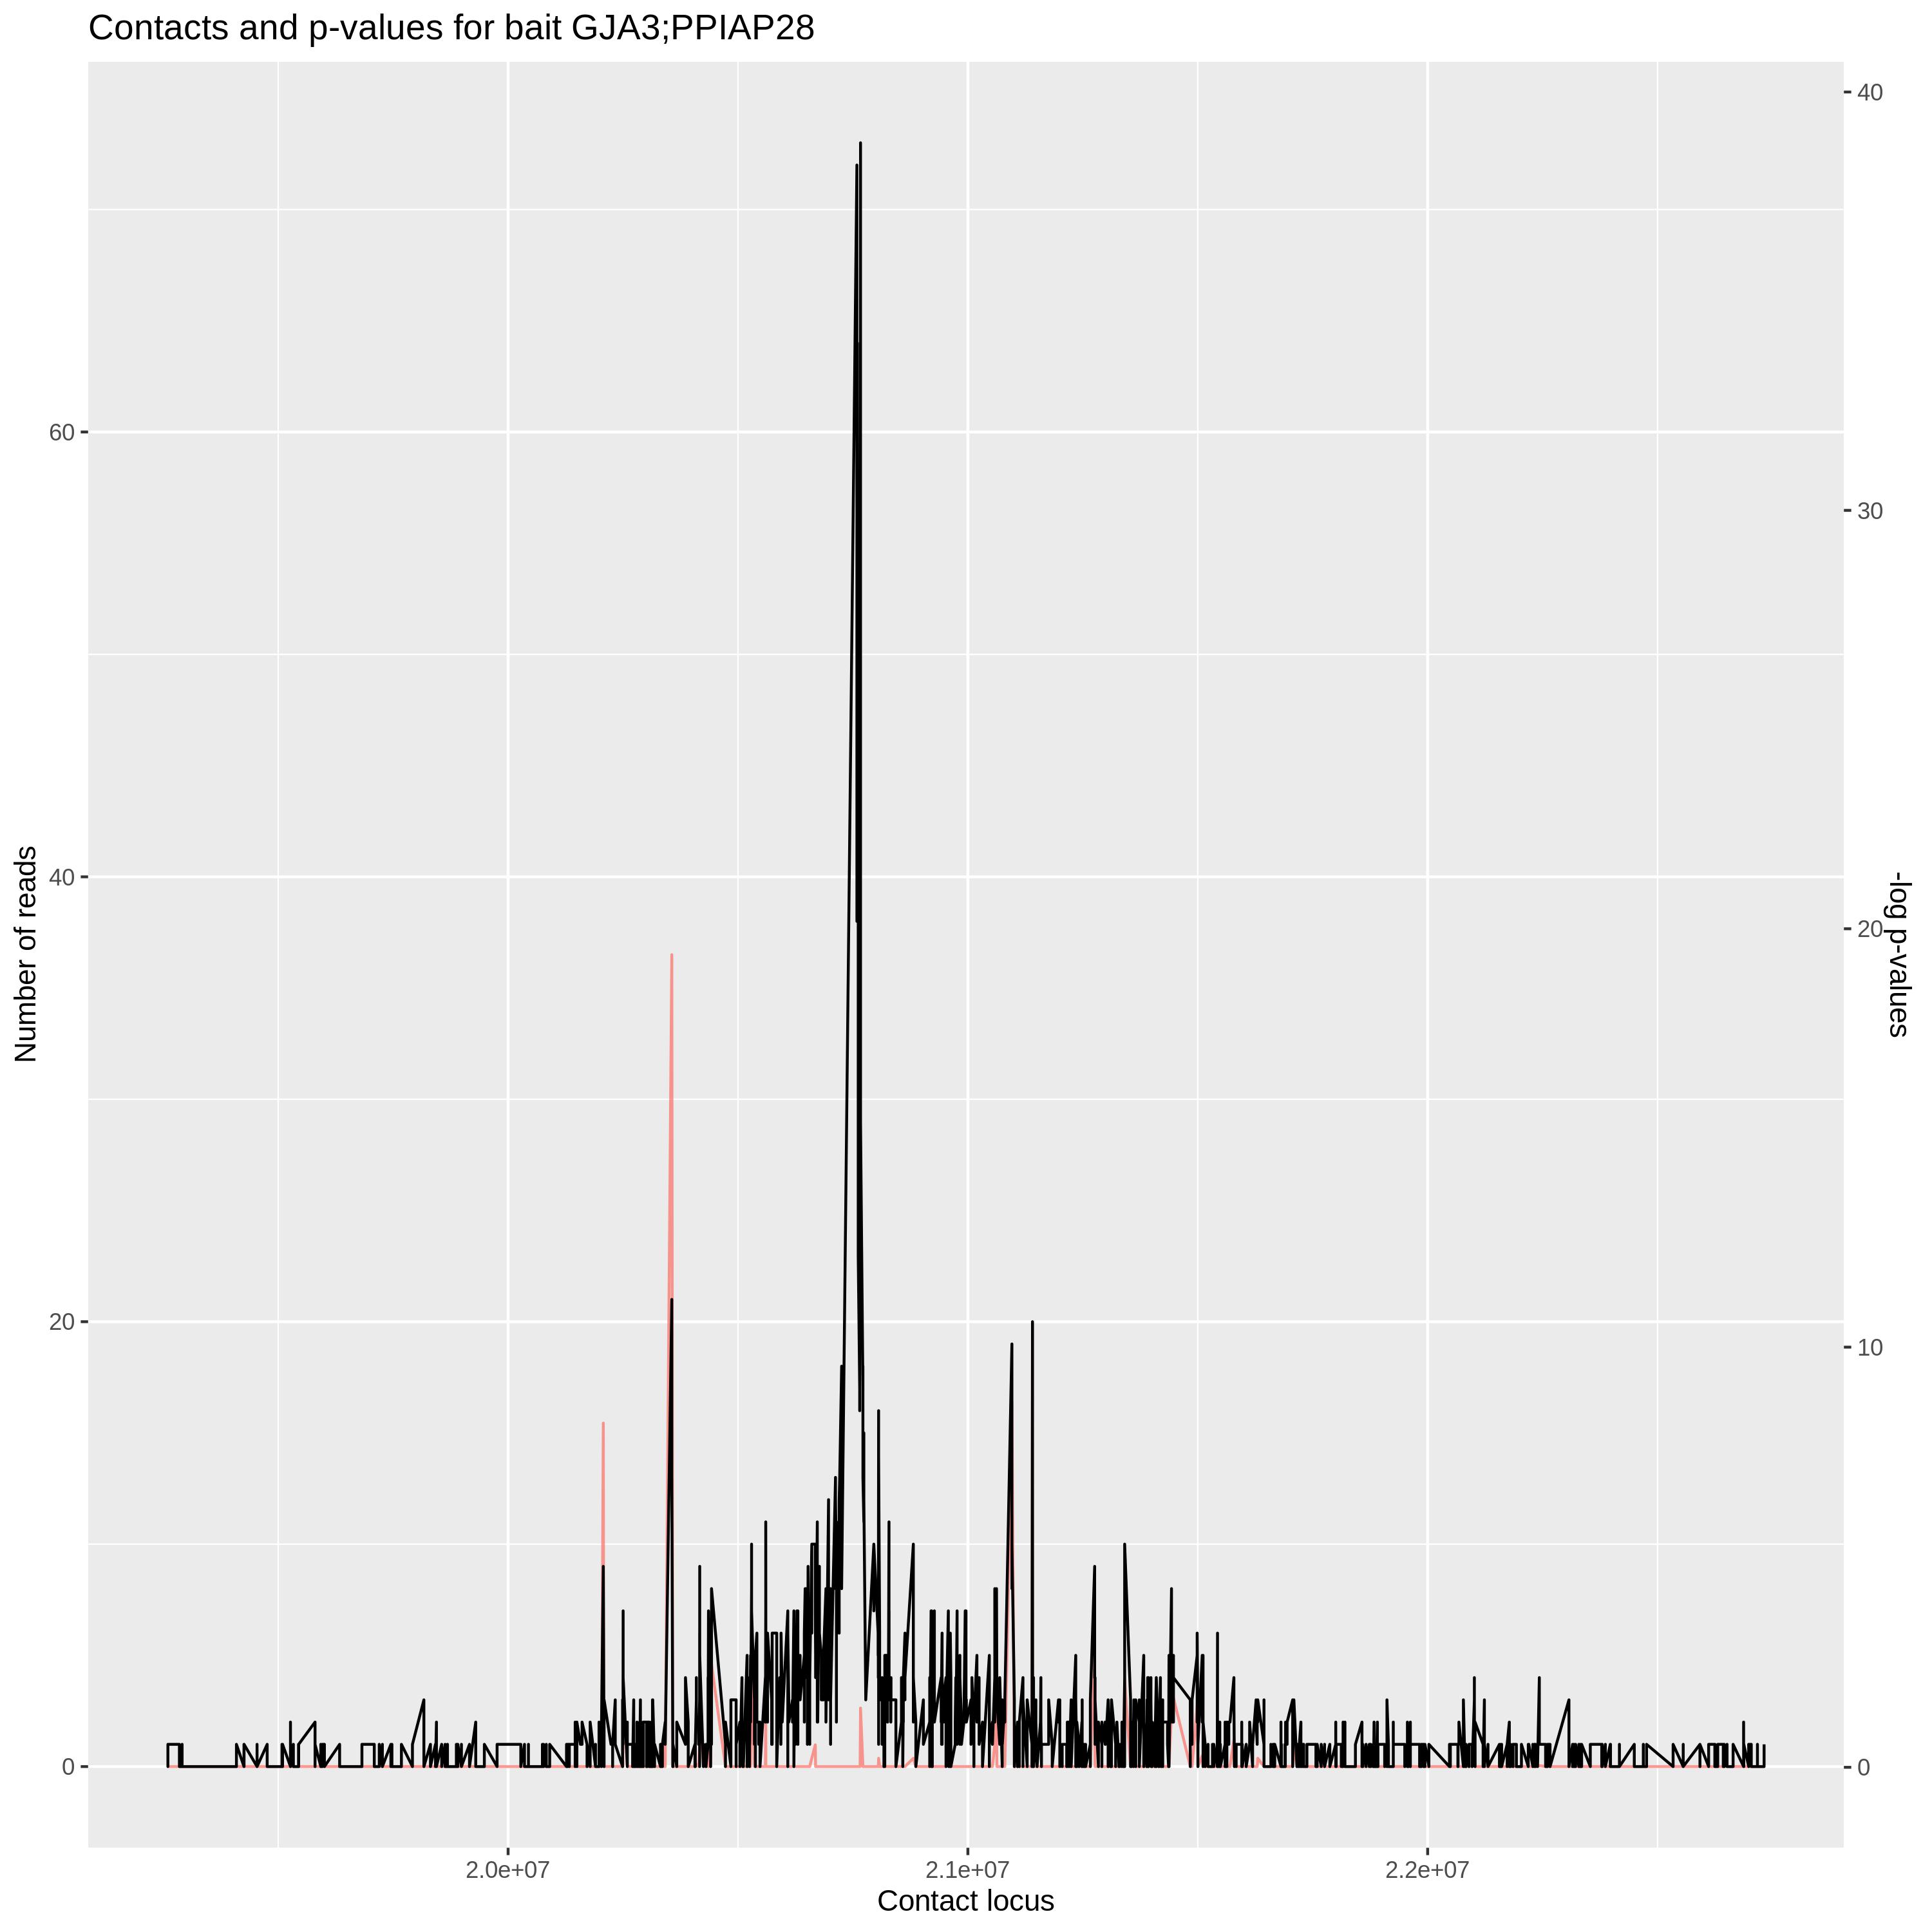 Contacts and p-values for bait GJA3;PPIAP28
Number of reads
60
40
20
0
40
30
20
10
0
-log p-values
2.0e+07
2.1e+07
2.2e+07
Contact locus